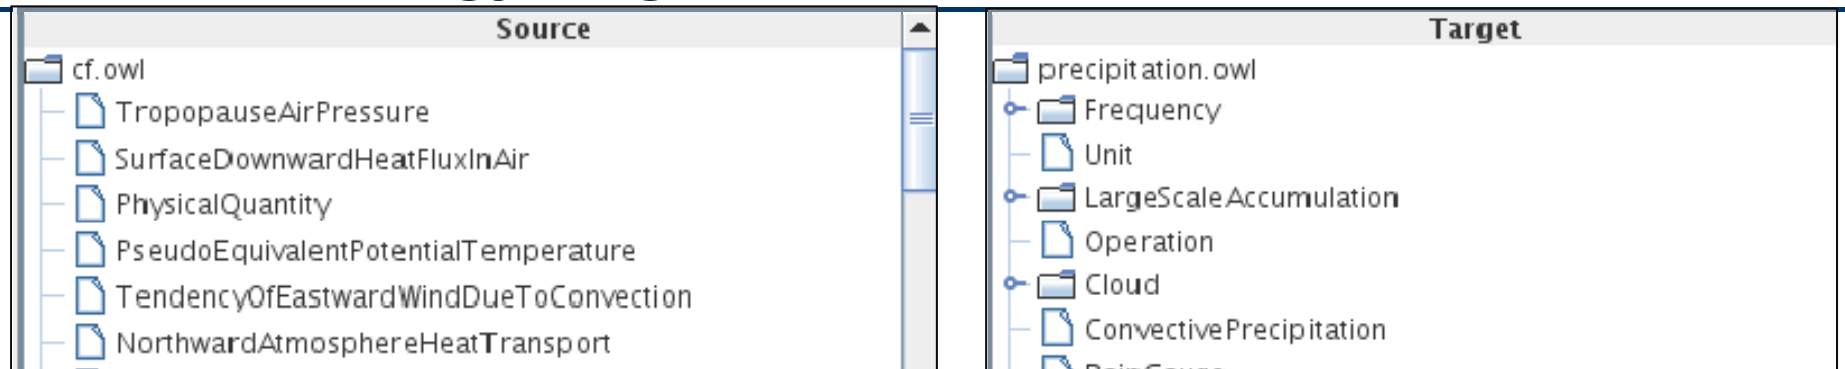 Source
cf.owl
TropopauseAirPressure
SurfaceDownwardHeatFluxInAir
PhysicalQuantity
PseudoEquivalentPotentialTemperature
TendencyOfEastwardWindDueToConvection
NorthwardAtmosphereHeatTransport
Target
precipitation.owl
Frequency
Unit
LargeScaleAccumulation
Operation
Cloud
ConvectivePrecipitation